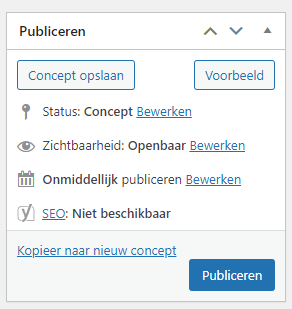 Publiceren
Concept opslaan Voorbeeld
Status: Concept Bewerken
Zichtbaarheid: Openbaar Bewerken
Onmiddellijk publiceren Bewerken
SEO: Niet beschikbaar
Kopieer naar nieuw concept
Publiceren